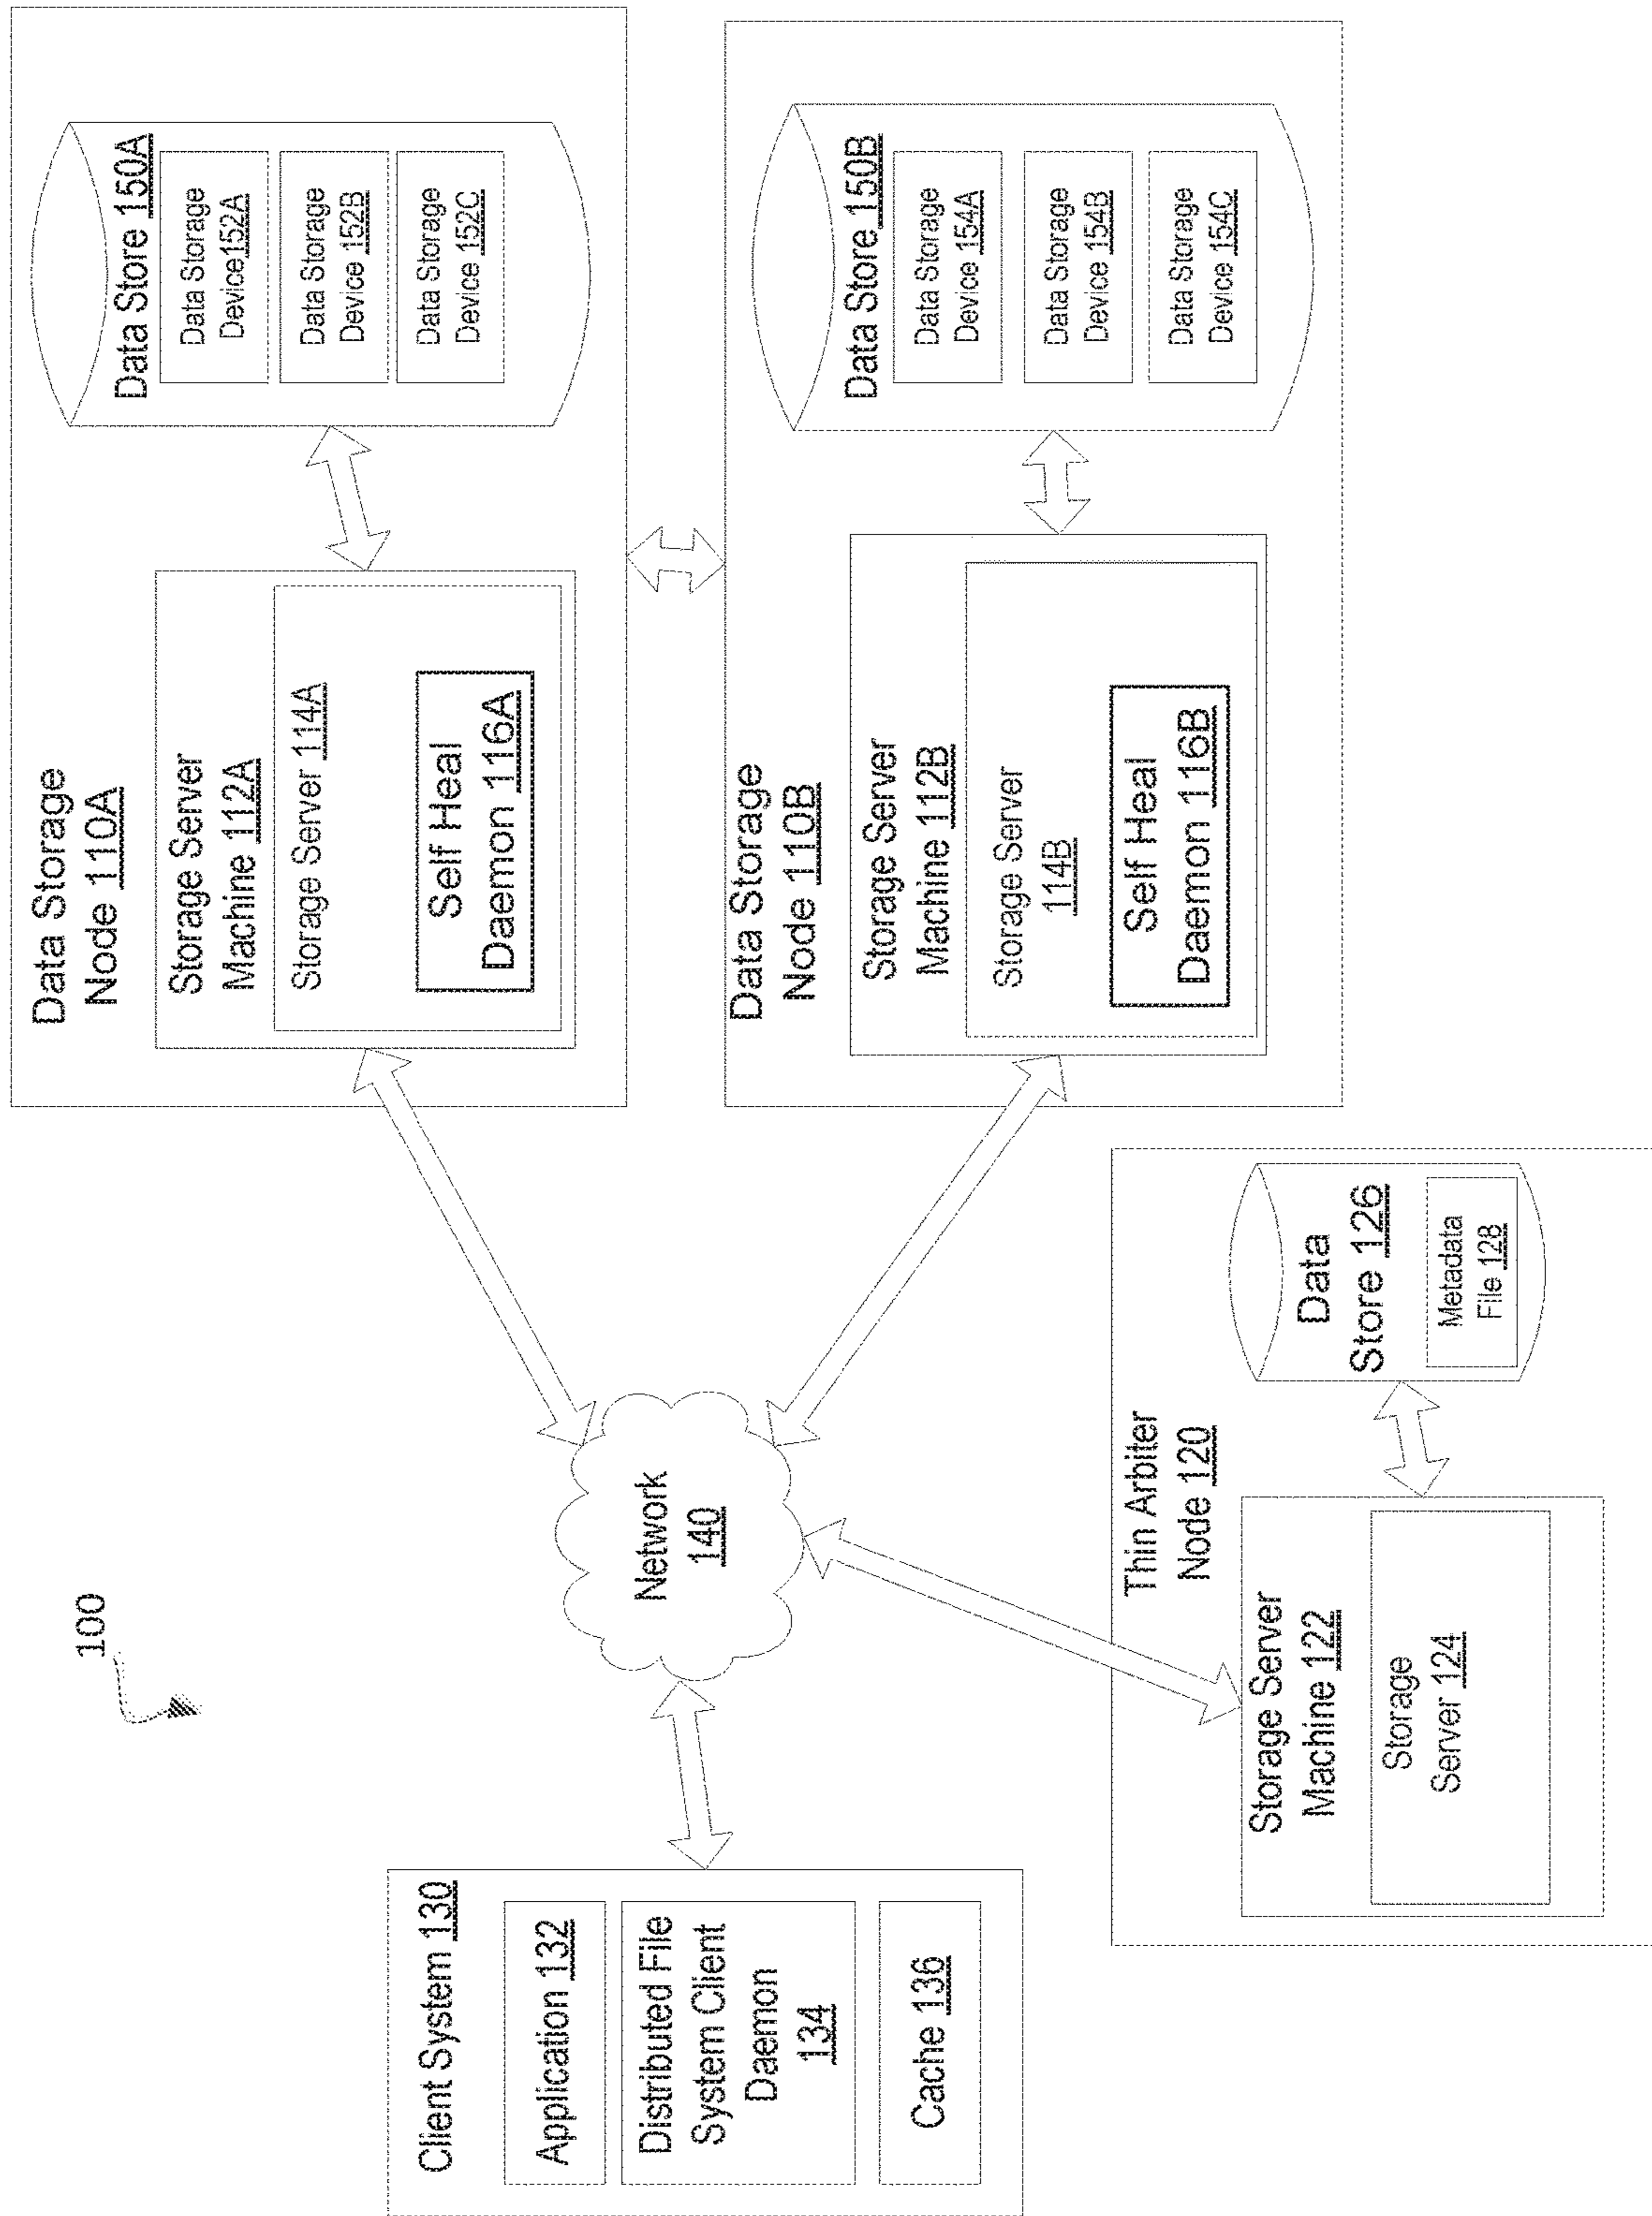 100
Client System 130
Application 132
Distributed File
System Client
Daemon
134
Cache 136
Network
140
Data Storage
Node 110A
Storage Server
Machine 112A
Storage Server 114A
Self Heal
Daemon 116A
Data Store 150A
Data Storage
Device152A
Data Storage
Device 152B
Data Storage
Device 152C
Data Storage
Node 110B
Storage Server
Machine 112B
Storage Server
114B
Self Heal
Daemon 116B
Data Store 150B
Data Storage
Device 154A
Data Storage
Device 154B
Data Storage
Device 154C
Thin Arbiter
Node 120
Storage Server
Machine 122
Storage
Server 124
Data
Store 126
Metadata
File 128